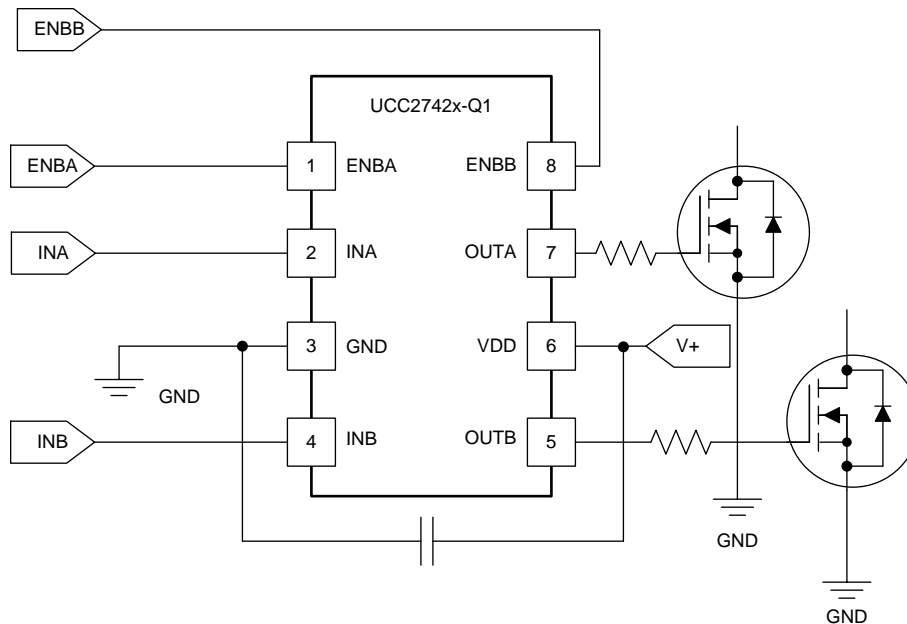 ENBB
UCC2742x-Q1
ENBA
1
ENBA
ENBB
8
INA
2
INA
OUTA
7
3
GND
VDD
6
V+
GND
INB
4
INB
OUTB
5
GND
GND